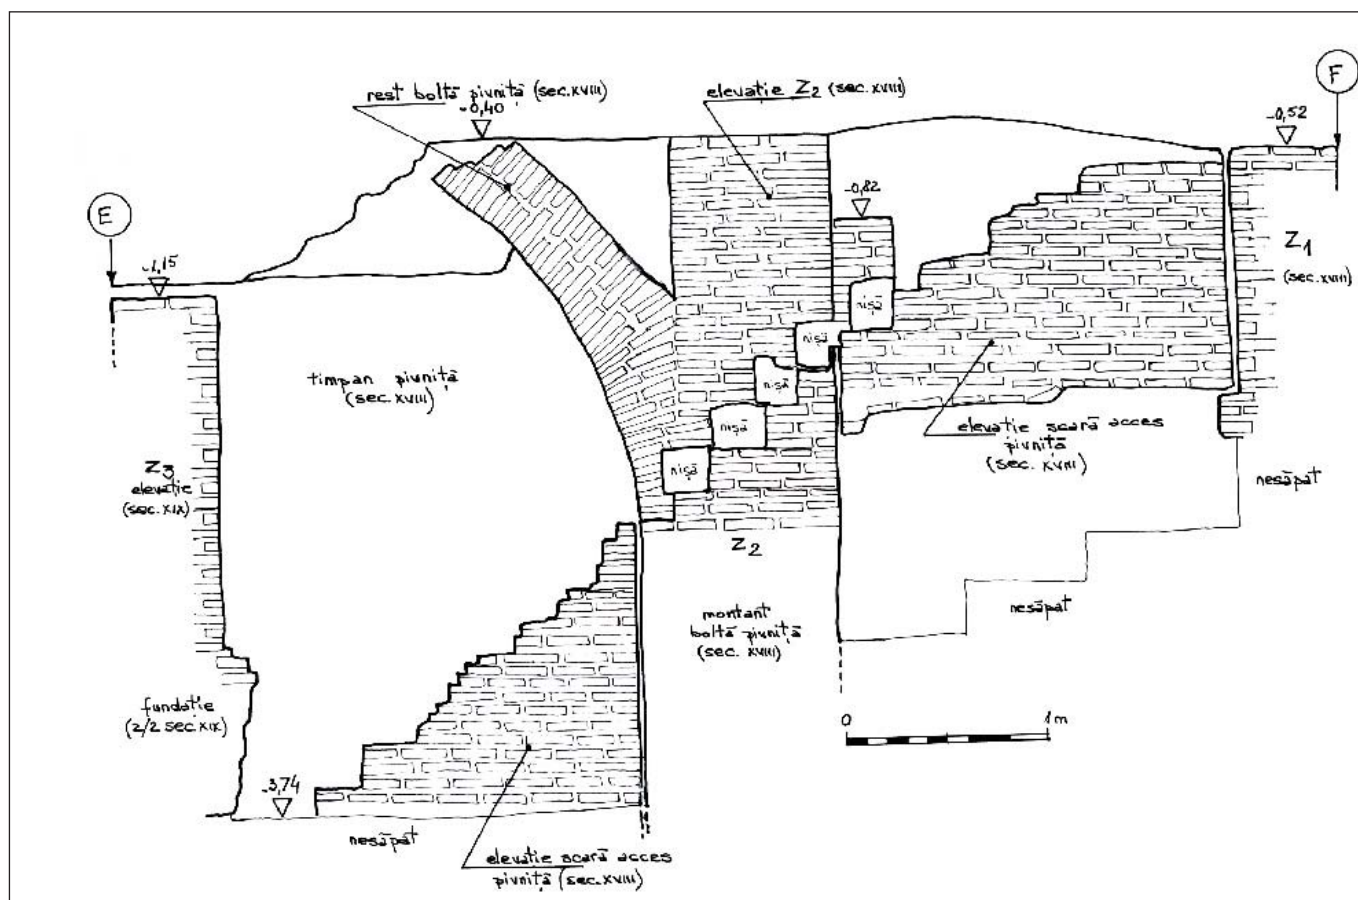 rest boltă pivniță (sec. XVIII)
-0,40
elevație Z2 (sec. XVIII)
F
-0,52
E
-0,82
-1,15
Z1
(sec. XVIII)
nișă
nișă
nișă
nișă
nișă
timpan pivniță
(sec. XVIII)
elevație scară acces
pivniță
(sec. XVIII)
Z3
elevație
(sec. XIX)
nesăpat
Z2
nesăpat
montant
boltă pivniță
(sec. XVIII)
fundație
(2/2 sec. XIX)
0 1m
-3,74
nesăpat
elevație scară acces
pivniță (sec. XVIII)